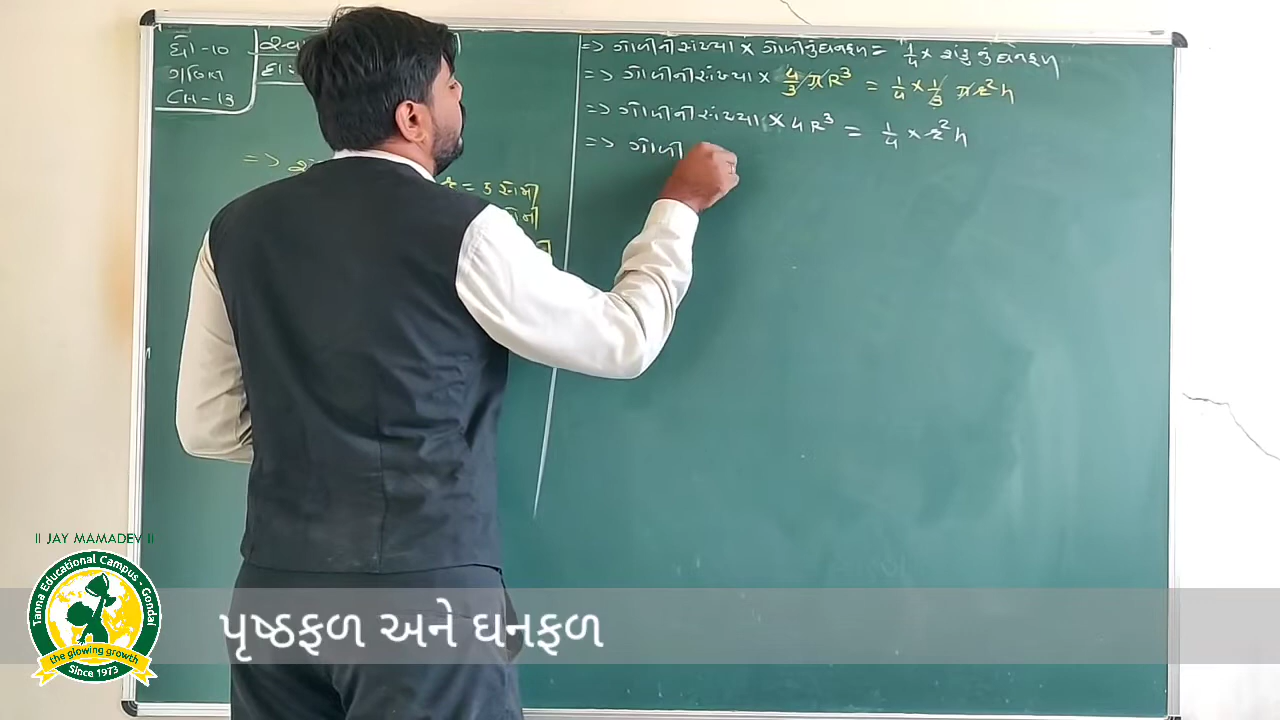 ધો-10
ગણિત
CH-13
=> ગોળીની સંખ્યા × ગોળીનું ઘનફળ = 1/4 × શંકુ નું ઘનફળ
=> ગોળીની સંખ્યા × 4/3 π R³ = 1/4 × 1/3 π r² h
=> ગોળીની સંખ્યા × 4 R³ = 1/4 × r² h
=> ગોળી
=>
= 5 સેમી
|| JAY MAMADEV ||
Tanna Educational Campus - Gondal
the glowing growth
Since 1973
પૃષ્ઠફળ અને ઘનફળ